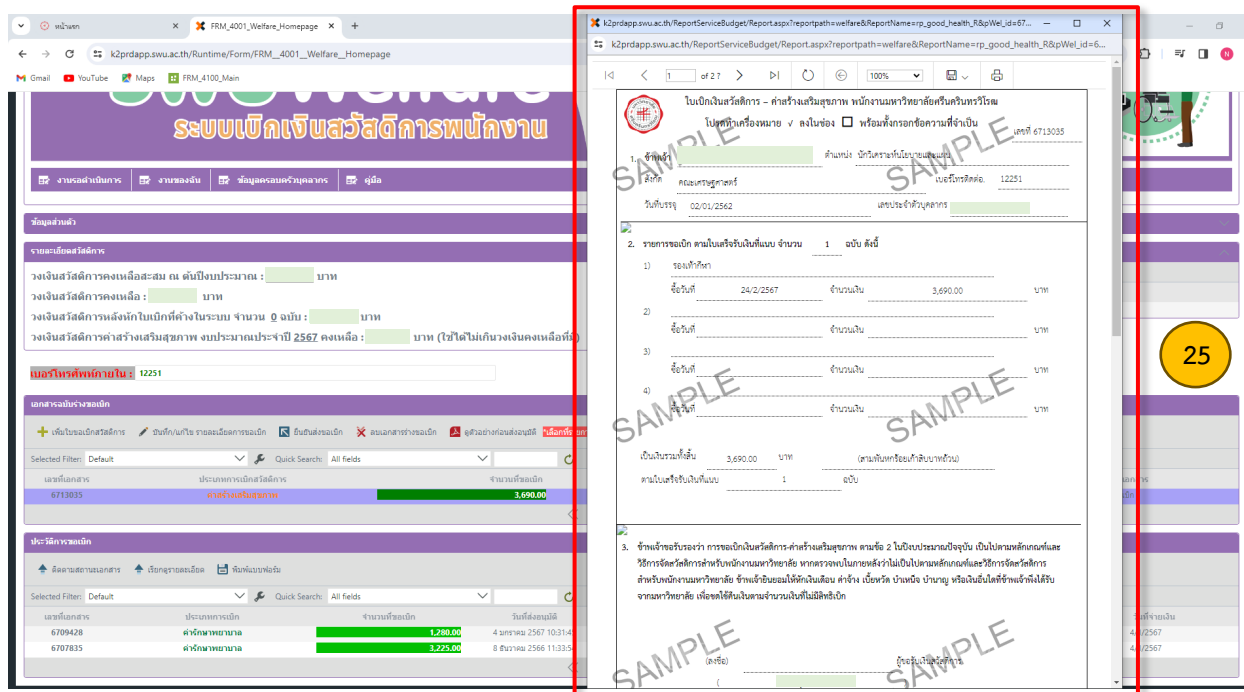 หน้าแรก
FRM_4001_Welfare_Homepage
k2prdapp.swu.ac.th/Runtime/Form/FRM__4001__Welfare__Homepage
Gmail YouTube Maps FRM_4100_Main
ระบบเบิกเงินสวัสดิการพนักงาน
งานรอดำเนินการ งานของฉัน ข้อมูลครอบครัวบุคลากร คู่มือ
ข้อมูลส่วนตัว
รายละเอียดสวัสดิการ
วงเงินสวัสดิการคงเหลือสะสม ณ ต้นปีงบประมาณ : บาท
วงเงินสวัสดิการคงเหลือ : บาท
วงเงินสวัสดิการหลังหักใบเบิกที่ค้างในระบบ จำนวน 0 ฉบับ : บาท
วงเงินสวัสดิการค่าสร้างเสริมสุขภาพ งบประมาณประจำปี 2567 คงเหลือ : บาท (ใช้ได้ไม่เกินวงเงินคงเหลือที่มี)
เบอร์โทรศัพท์ภายใน : 12251
เอกสารฉบับร่างขอเบิก
เพิ่มใบขอเบิกสวัสดิการ บันทึก/แก้ไข รายละเอียดการขอเบิก ยืนยันส่งขอเบิก ลบเอกสารร่างขอเบิก ดูตัวอย่างก่อนส่งอนุมัติ
Selected Filter: Default Quick Search: All fields
เลขที่เอกสาร ประเภทการเบิกสวัสดิการ จำนวนที่ขอเบิก
6713035 ค่าสร้างเสริมสุขภาพ 3,690.00
ประวัติการขอเบิก
ติดตามสถานะเอกสาร เรียกดูรายละเอียด พิมพ์แบบฟอร์ม
Selected Filter: Default Quick Search: All fields
เลขที่เอกสาร ประเภทการเบิก จำนวนที่ขอเบิก วันที่ส่งอนุมัติ วันที่จ่ายเงิน
6709428 ค่ารักษาพยาบาล 1,280.00 4 มกราคม 2567 10:31:45
6707835 ค่ารักษาพยาบาล 3,225.00 8 ธันวาคม 2566 11:33:54
k2prdapp.swu.ac.th/ReportServiceBudget/Report.aspx?reportpath=welfare&ReportName=rp_good_health_R&pWel_id=67...
k2prdapp.swu.ac.th/ReportServiceBudget/Report.aspx?reportpath=welfare&ReportName=rp_good_health_R&pWel_id=6...
1 of 2 ? 100%
ใบเบิกเงินสวัสดิการ – ค่าสร้างเสริมสุขภาพ พนักงานมหาวิทยาลัยศรีนครินทรวิโรฒ
โปรดทำเครื่องหมาย √ ลงในช่อง พร้อมทั้งกรอกข้อความที่จำเป็น
เลขที่ 6713035
1. ข้าพเจ้า ตำแหน่ง นักวิเคราะห์นโยบายและแผน
สังกัด คณะเศรษฐศาสตร์ เบอร์โทรติดต่อ. 12251
วันที่บรรจุ 02/01/2562 เลขประจำตัวบุคลากร
SAMPLE SAMPLE
2. รายการขอเบิก ตามใบเสร็จรับเงินที่แนบ จำนวน 1 ฉบับ ดังนี้
1) รองเท้ากีฬา
ซื้อวันที่ 24/2/2567 จำนวนเงิน 3,690.00 บาท
2)
ซื้อวันที่ จำนวนเงิน บาท
3)
ซื้อวันที่ จำนวนเงิน บาท
4)
ซื้อวันที่ จำนวนเงิน บาท
SAMPLE SAMPLE
เป็นเงินรวมทั้งสิ้น 3,690.00 บาท (สามพันหกร้อยเก้าสิบบาทถ้วน)
ตามใบเสร็จรับเงินที่แนบ 1 ฉบับ
3. ข้าพเจ้าขอรับรองว่า การขอเบิกเงินสวัสดิการ-ค่าสร้างเสริมสุขภาพ ตามข้อ 2 ในปีงบประมาณปัจจุบัน เป็นไปตามหลักเกณฑ์และ
วิธีการจัดสวัสดิการสำหรับพนักงานมหาวิทยาลัย หากตรวจพบในภายหลังว่าไม่เป็นไปตามหลักเกณฑ์และวิธีการจัดสวัสดิการ
สำหรับพนักงานมหาวิทยาลัย ข้าพเจ้ายินยอมให้หักเงินเดือน ค่าจ้าง เบี้ยหวัด บำเหน็จ บำนาญ หรือเงินอื่นใดที่ข้าพเจ้าพึงได้รับ
จากมหาวิทยาลัย เพื่อชดใช้คืนเงินตามจำนวนเงินที่ไม่มีสิทธิเบิก
SAMPLE SAMPLE
(ลงชื่อ) ผู้ขอรับเงินสวัสดิการ
(
25